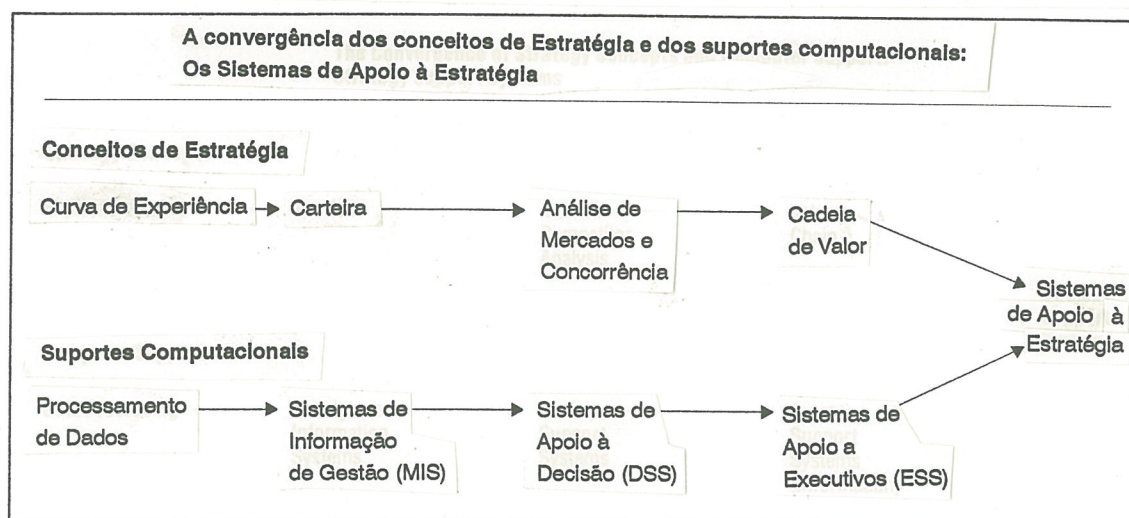 A convergência dos conceitos de Estratégia e dos suportes computacionais:
Os Sistemas de Apoio à Estratégia
Conceitos de Estratégia
Curva de Experiência
Carteira
Análise de
Mercados e
Concorrência
Cadeia
de Valor
Sistemas
de Apoio à
Estratégia
Suportes Computacionais
Processamento
de Dados
Sistemas de
Informação
de Gestão (MIS)
Sistemas de
Apoio à
Decisão (DSS)
Sistemas de
Apoio a
Executivos (ESS)